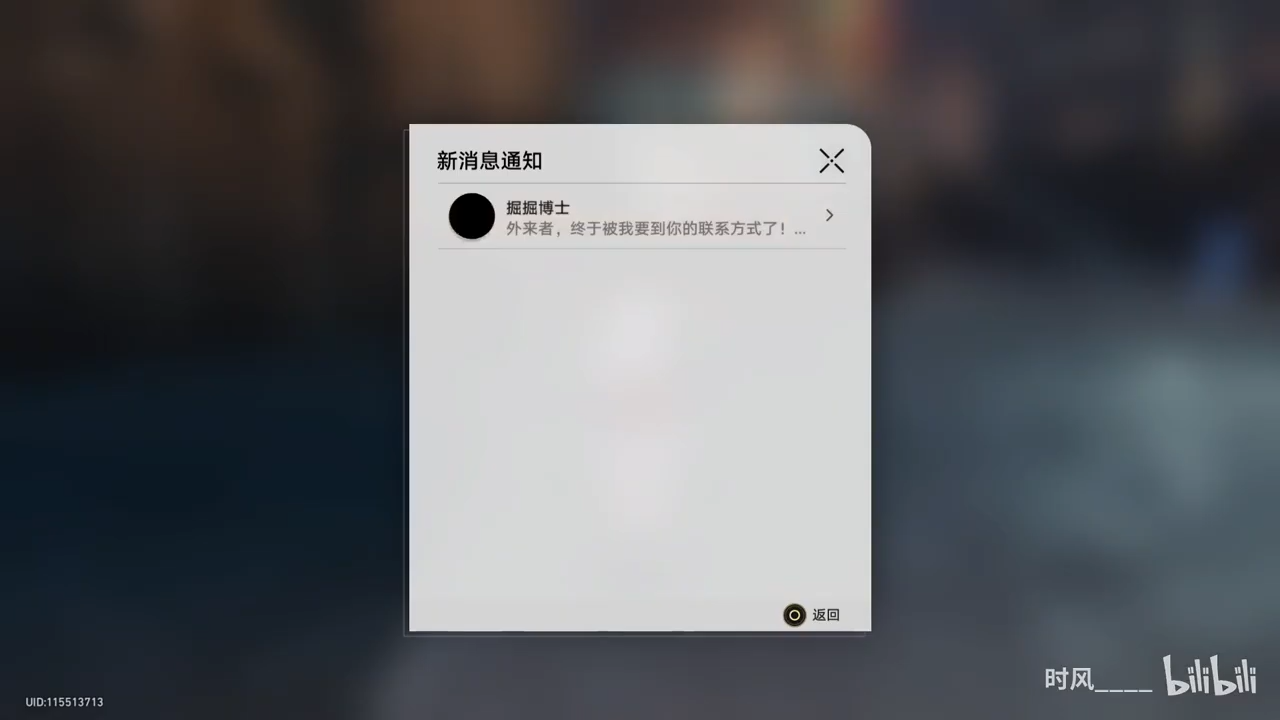 新消息通知
掘掘博士
外来者，终于被我要到你的联系方式了！...
返回
时风____ bilibili
UID:115513713